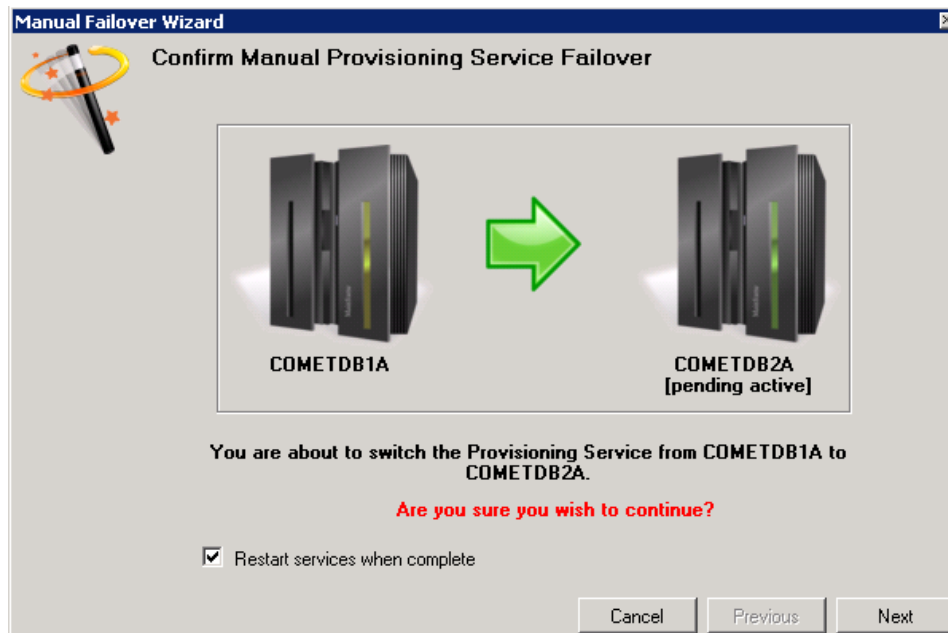 Manual Failover Wizard
Confirm Manual Provisioning Service Failover
COMETDB1A
COMETDB2A
[pending active]
You are about to switch the Provisioning Service from COMETDB1A to
COMETDB2A.
Are you sure you wish to continue?
Restart services when complete
Cancel
Previous
Next